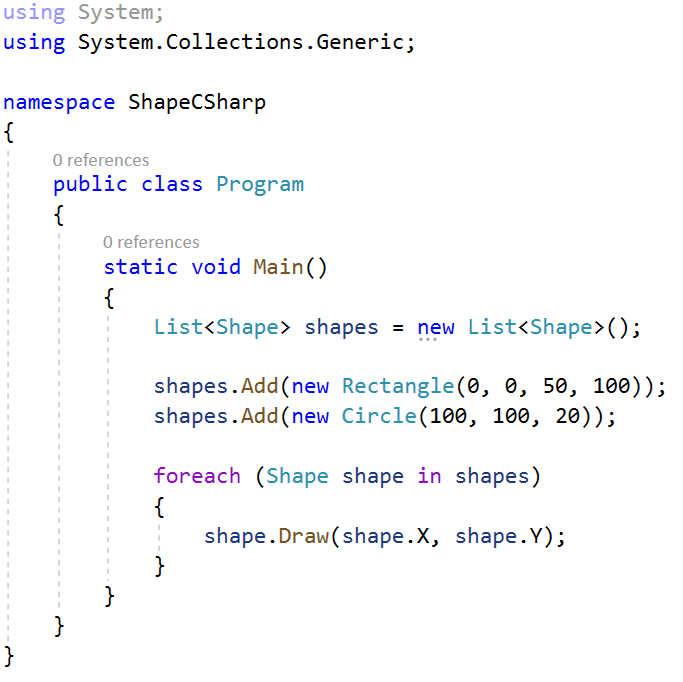 using System;
using System.Collections.Generic;
namespace ShapeCSharp
{
0 references
public class Program
{
0 references
static void Main()
{
List<Shape> shapes = new List<Shape>();
shapes.Add(new Rectangle(0, 0, 50, 100));
shapes.Add(new Circle(100, 100, 20));
foreach (Shape shape in shapes)
{
shape.Draw(shape.X, shape.Y);
}
}
}
}